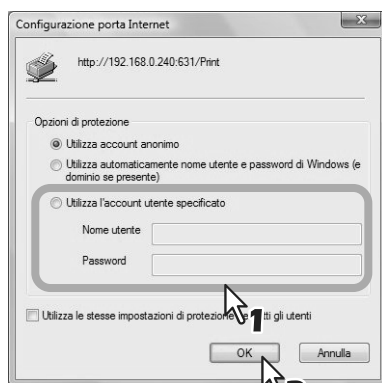 Configurazione porta Internet
http://192.168.0.240:631/Print
Opzioni di protezione
Utilizza account anonimo
Utilizza automaticamente nome utente e password di Windows (e
dominio se presente)
Utilizza l'account utente specificato
Nome utente
Password
1
Utilizza le stesse impostazioni di protezione gli utenti
OK
Annulla